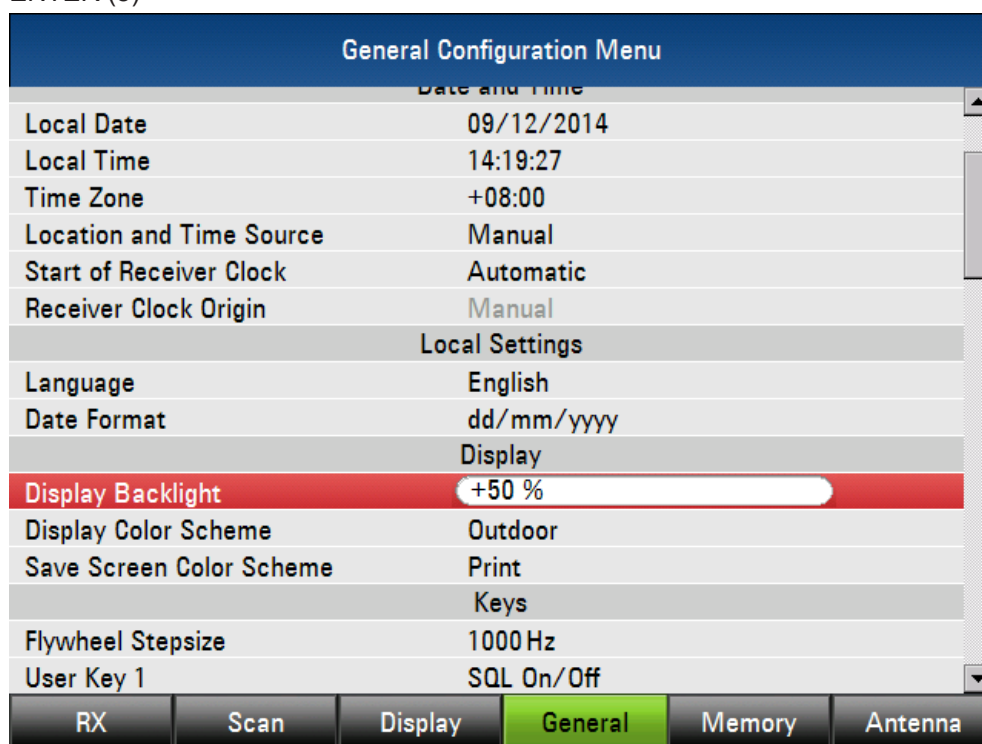 General Configuration Menu
Date and Time
Local Date 09/12/2014
Local Time 14:19:27
Time Zone +08:00
Location and Time Source Manual
Start of Receiver Clock Automatic
Receiver Clock Origin Manual
Local Settings
Language English
Date Format dd/mm/yyyy
Display
Display Backlight +50 %
Display Color Scheme Outdoor
Save Screen Color Scheme Print
Keys
Flywheel Stepsize 1000 Hz
User Key 1 SQL On/Off
RX Scan Display General Memory Antenna